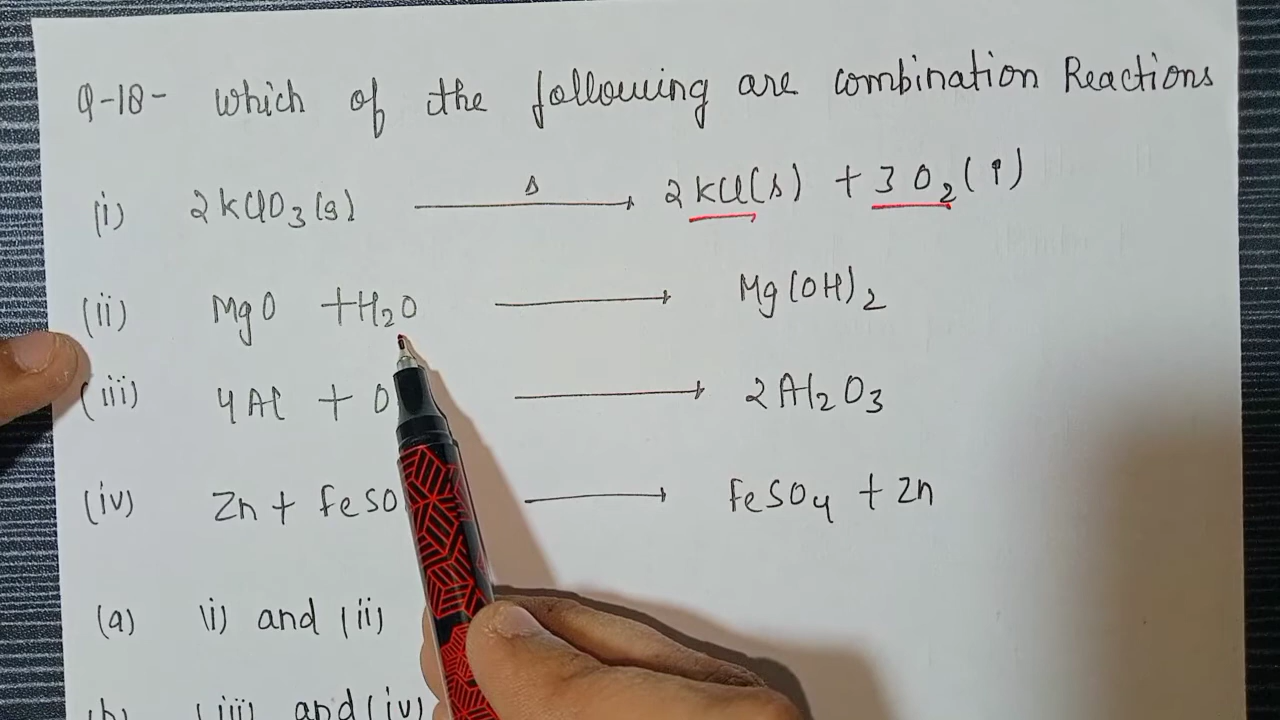 Q-18- which of the following are combination Reactions
(i) 2KClO3(s) Δ→ 2KCl(s) + 3O2(↑)
(ii) MgO + H2O → Mg(OH)2
(iii) 4Al + O → 2Al2O3
(iv) Zn + FeSO → FeSO4 + Zn
(a) (i) and (ii)
(b) (iii) and (iv)